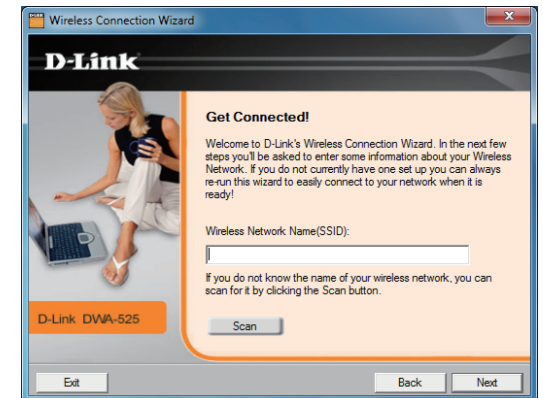 Wireless Connection Wizard
D-Link
Get Connected!
Welcome to D-Link's Wireless Connection Wizard. In the next few
steps you'll be asked to enter some information about your Wireless
Network. If you do not currently have one set up you can always
re-run this wizard to easily connect to your network when it is
ready!
Wireless Network Name(SSID):
If you do not know the name of your wireless network, you can
scan for it by clicking the Scan button.
D-Link DWA-525
Scan
Exit
Back
Next